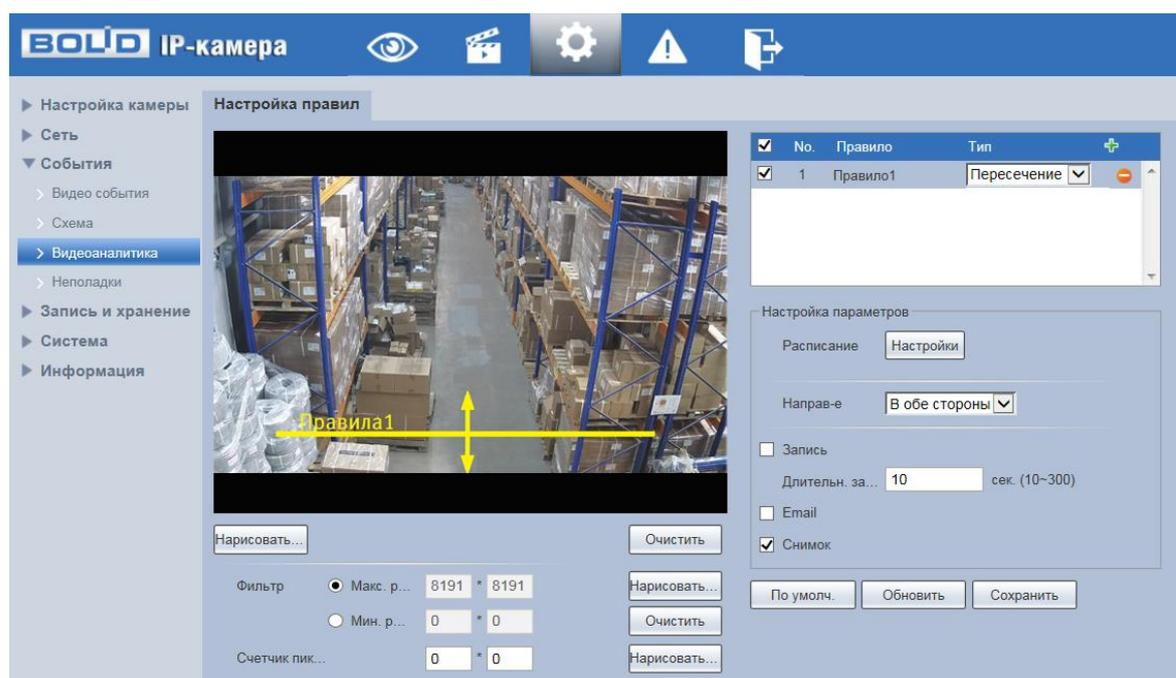 BOLID IP-камера
Настройка камеры
Сеть
События
Видео события
Схема
Видеоаналитика
Неполадки
Запись и хранение
Система
Информация
Настройка правил
Правила1
Нарисовать... Очистить
Фильтр Макс. р... 8191 * 8191 Нарисовать...
Мин. р... 0 * 0 Очистить
Счетчик пик... 0 * 0 Нарисовать...
No. Правило Тип
1 Правило1 Пересечение
Настройка параметров
Расписание Настройки
Направ-е В обе стороны
Запись
Длительн. за... 10 сек. (10~300)
Email
Снимок
По умолч. Обновить Сохранить